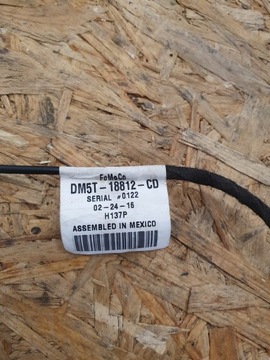 FoMoCo
DM5T-18812-CD
SERIAL #0122
02-24-16
H137P
ASSEMBLED IN MEXICO